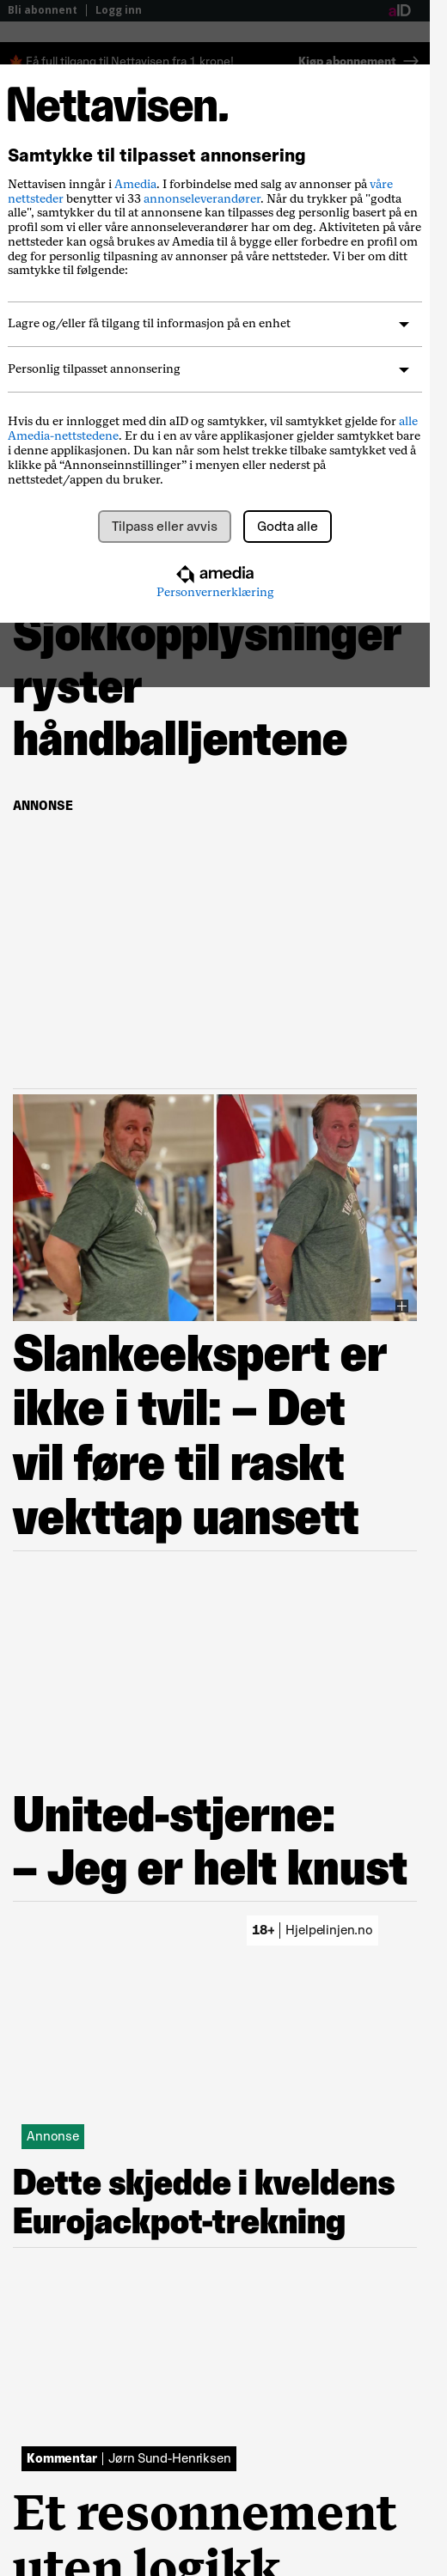 Bli abonnent | Logg inn
aID
Få full tilgang til Nettavisen fra 1 krone!
Kjøp abonnement →
Nettavisen.
Samtykke til tilpasset annonsering
Nettavisen inngår i Amedia. I forbindelse med salg av annonser på våre
nettsteder benytter vi 33 annonseleverandører. Når du trykker på "godta
alle", samtykker du til at annonsene kan tilpasses deg personlig basert på en
profil som vi eller våre annonseleverandører har om deg. Aktiviteten på våre
nettsteder kan også brukes av Amedia til å bygge eller forbedre en profil om
deg for personlig tilpasning av annonser på våre nettsteder. Vi ber om ditt
samtykke til følgende:
Lagre og/eller få tilgang til informasjon på en enhet
Personlig tilpasset annonsering
Hvis du er innlogget med din aID og samtykker, vil samtykket gjelde for alle
Amedia-nettstedene. Er du i en av våre applikasjoner gjelder samtykket bare
i denne applikasjonen. Du kan når som helst trekke tilbake samtykket ved å
klikke på “Annonseinnstillinger” i menyen eller nederst på
nettstedet/appen du bruker.
Tilpass eller avvis
Godta alle
amedia
Personvernerklæring
Sjokkopplysninger
ryster
håndballjentene
ANNONSE
Slankeekspert er
ikke i tvil: – Det
vil føre til raskt
vekttap uansett
United-stjerne:
– Jeg er helt knust
18+ | Hjelpelinjen.no
Annonse
Dette skjedde i kveldens
Eurojackpot-trekning
Kommentar | Jørn Sund-Henriksen
Et resonnement
uten logikk